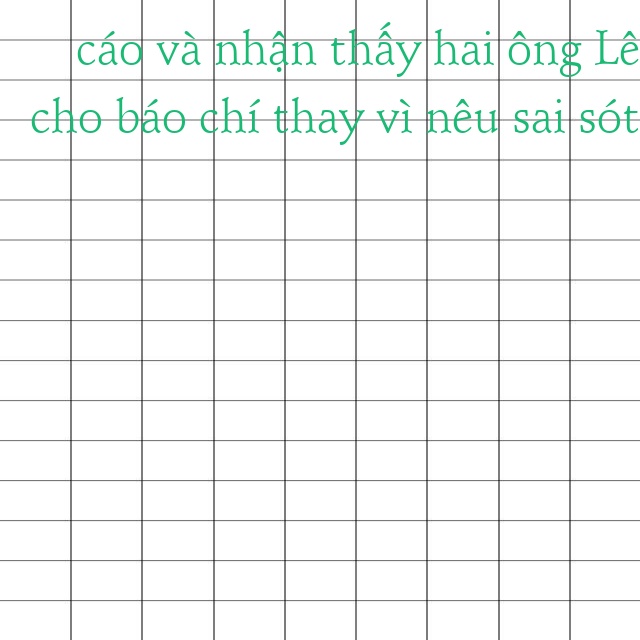 cáo và nhận thấy hai ông Lê
cho báo chí thay vì nêu sai sót